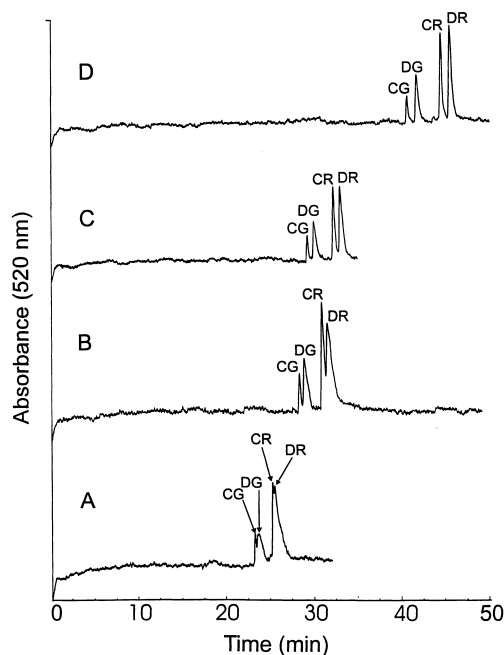 CR DR
D
DG
CG
CR DR
C
DG
CG
CR
B
DR
DG
CG
CR
DR
A
DG
CG
Absorbance (520 nm)
0 10 20 30 40 50
Time (min)